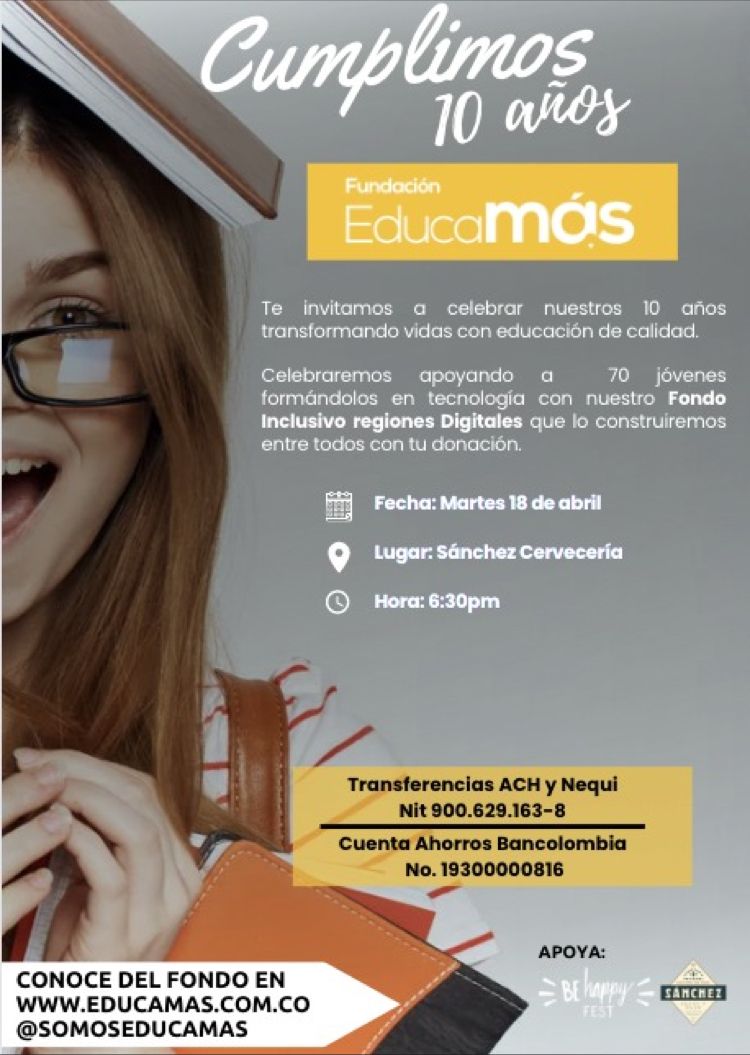 Cumplimos
10 años
Fundación
Educamás
Te invitamos a celebrar nuestros 10 años
transformando vidas con educación de calidad.
Celebraremos apoyando a 70 jóvenes
formándolos en tecnología con nuestro Fondo
Inclusivo regiones Digitales que lo construiremos
entre todos con tu donación.
Fecha: Martes 18 de abril
Lugar: Sánchez Cervecería
Hora: 6:30pm
Transferencias ACH y Nequi
Nit 900.629.163-8
Cuenta Ahorros Bancolombia
No. 19300000816
APOYA:
BE happy
FEST
SÁNCHEZ
CONOCE DEL FONDO EN
WWW.EDUCAMAS.COM.CO
@SOMOSEDUCAMAS